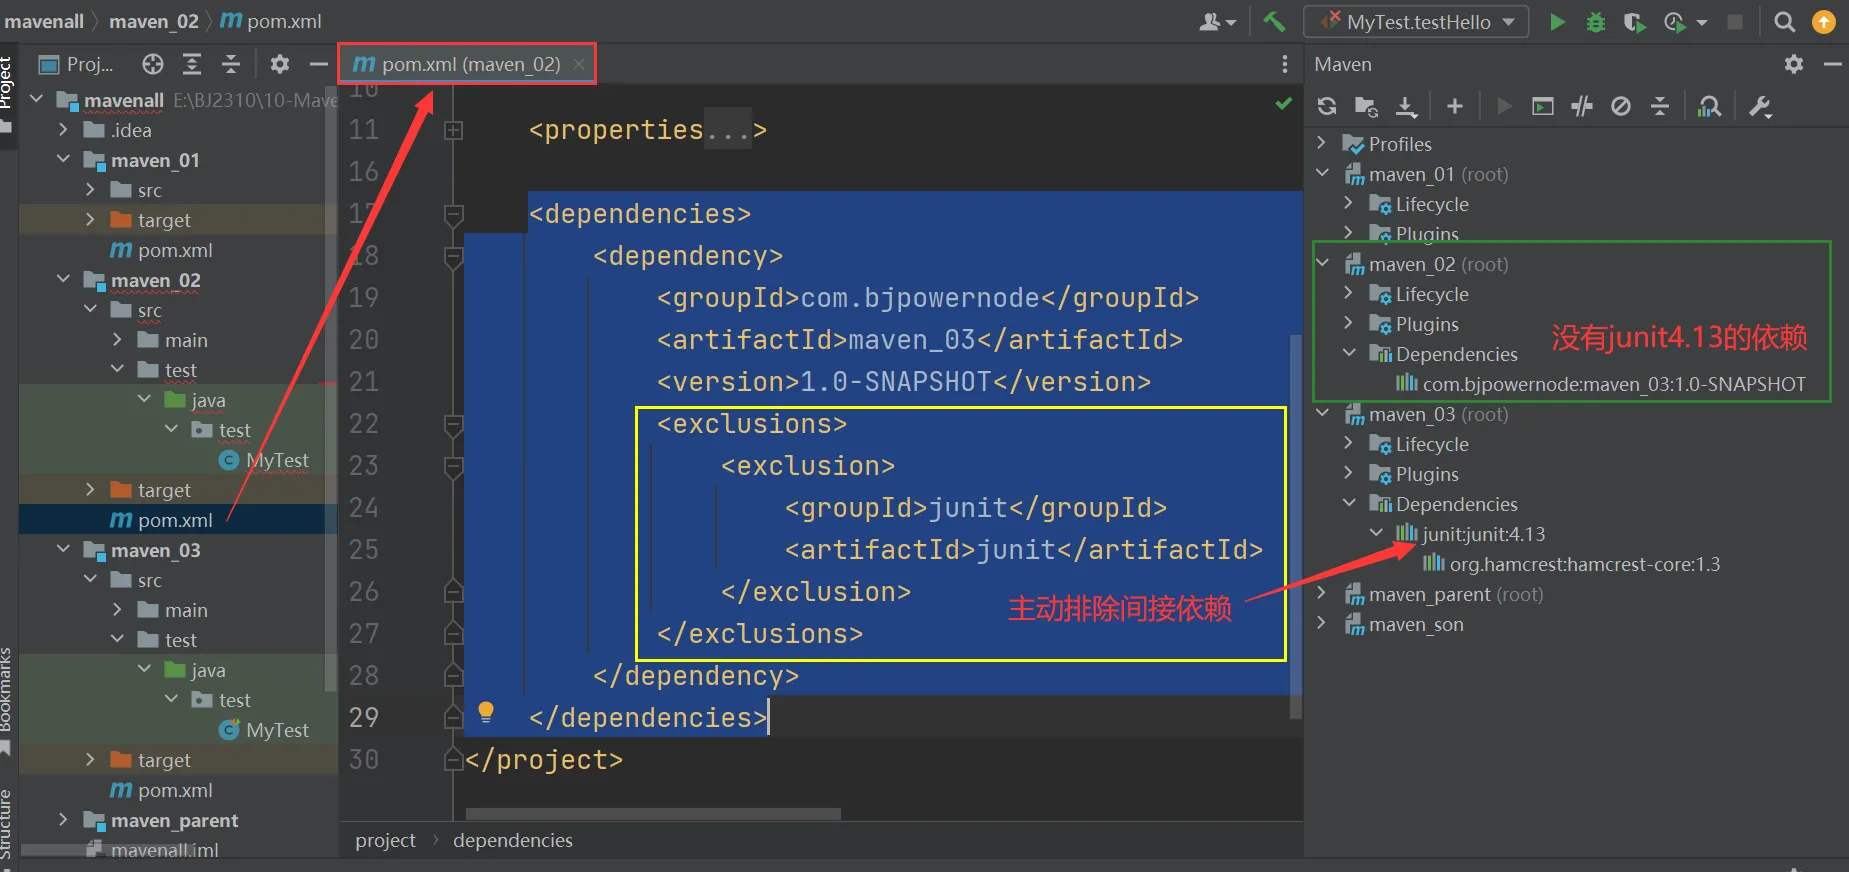 mavenall
maven_02
pom.xml
MyTest.testHello
Project
Proj...
pom.xml (maven_02)
Maven
mavenall E:\BJ2310\10-Mave
.idea
maven_01
src
target
pom.xml
maven_02
src
main
test
java
test
MyTest
target
pom.xml
maven_03
src
main
test
java
test
MyTest
target
pom.xml
maven_parent
mavenall.iml
Bookmarks
Structure
10
11 <properties...>
16
17 <dependencies>
18 <dependency>
19 <groupId>com.bjpowernode</groupId>
20 <artifactId>maven_03</artifactId>
21 <version>1.0-SNAPSHOT</version>
22 <exclusions>
23 <exclusion>
24 <groupId>junit</groupId>
25 <artifactId>junit</artifactId>
26 </exclusion>
27 </exclusions>
28 </dependency>
29 </dependencies>
30 </project>
主动排除间接依赖
project
dependencies
Profiles
maven_01 (root)
Lifecycle
Plugins
maven_02 (root)
Lifecycle
Plugins
没有junit4.13的依赖
Dependencies
com.bjpowernode:maven_03:1.0-SNAPSHOT
maven_03 (root)
Lifecycle
Plugins
Dependencies
junit:junit:4.13
org.hamcrest:hamcrest-core:1.3
maven_parent (root)
maven_son